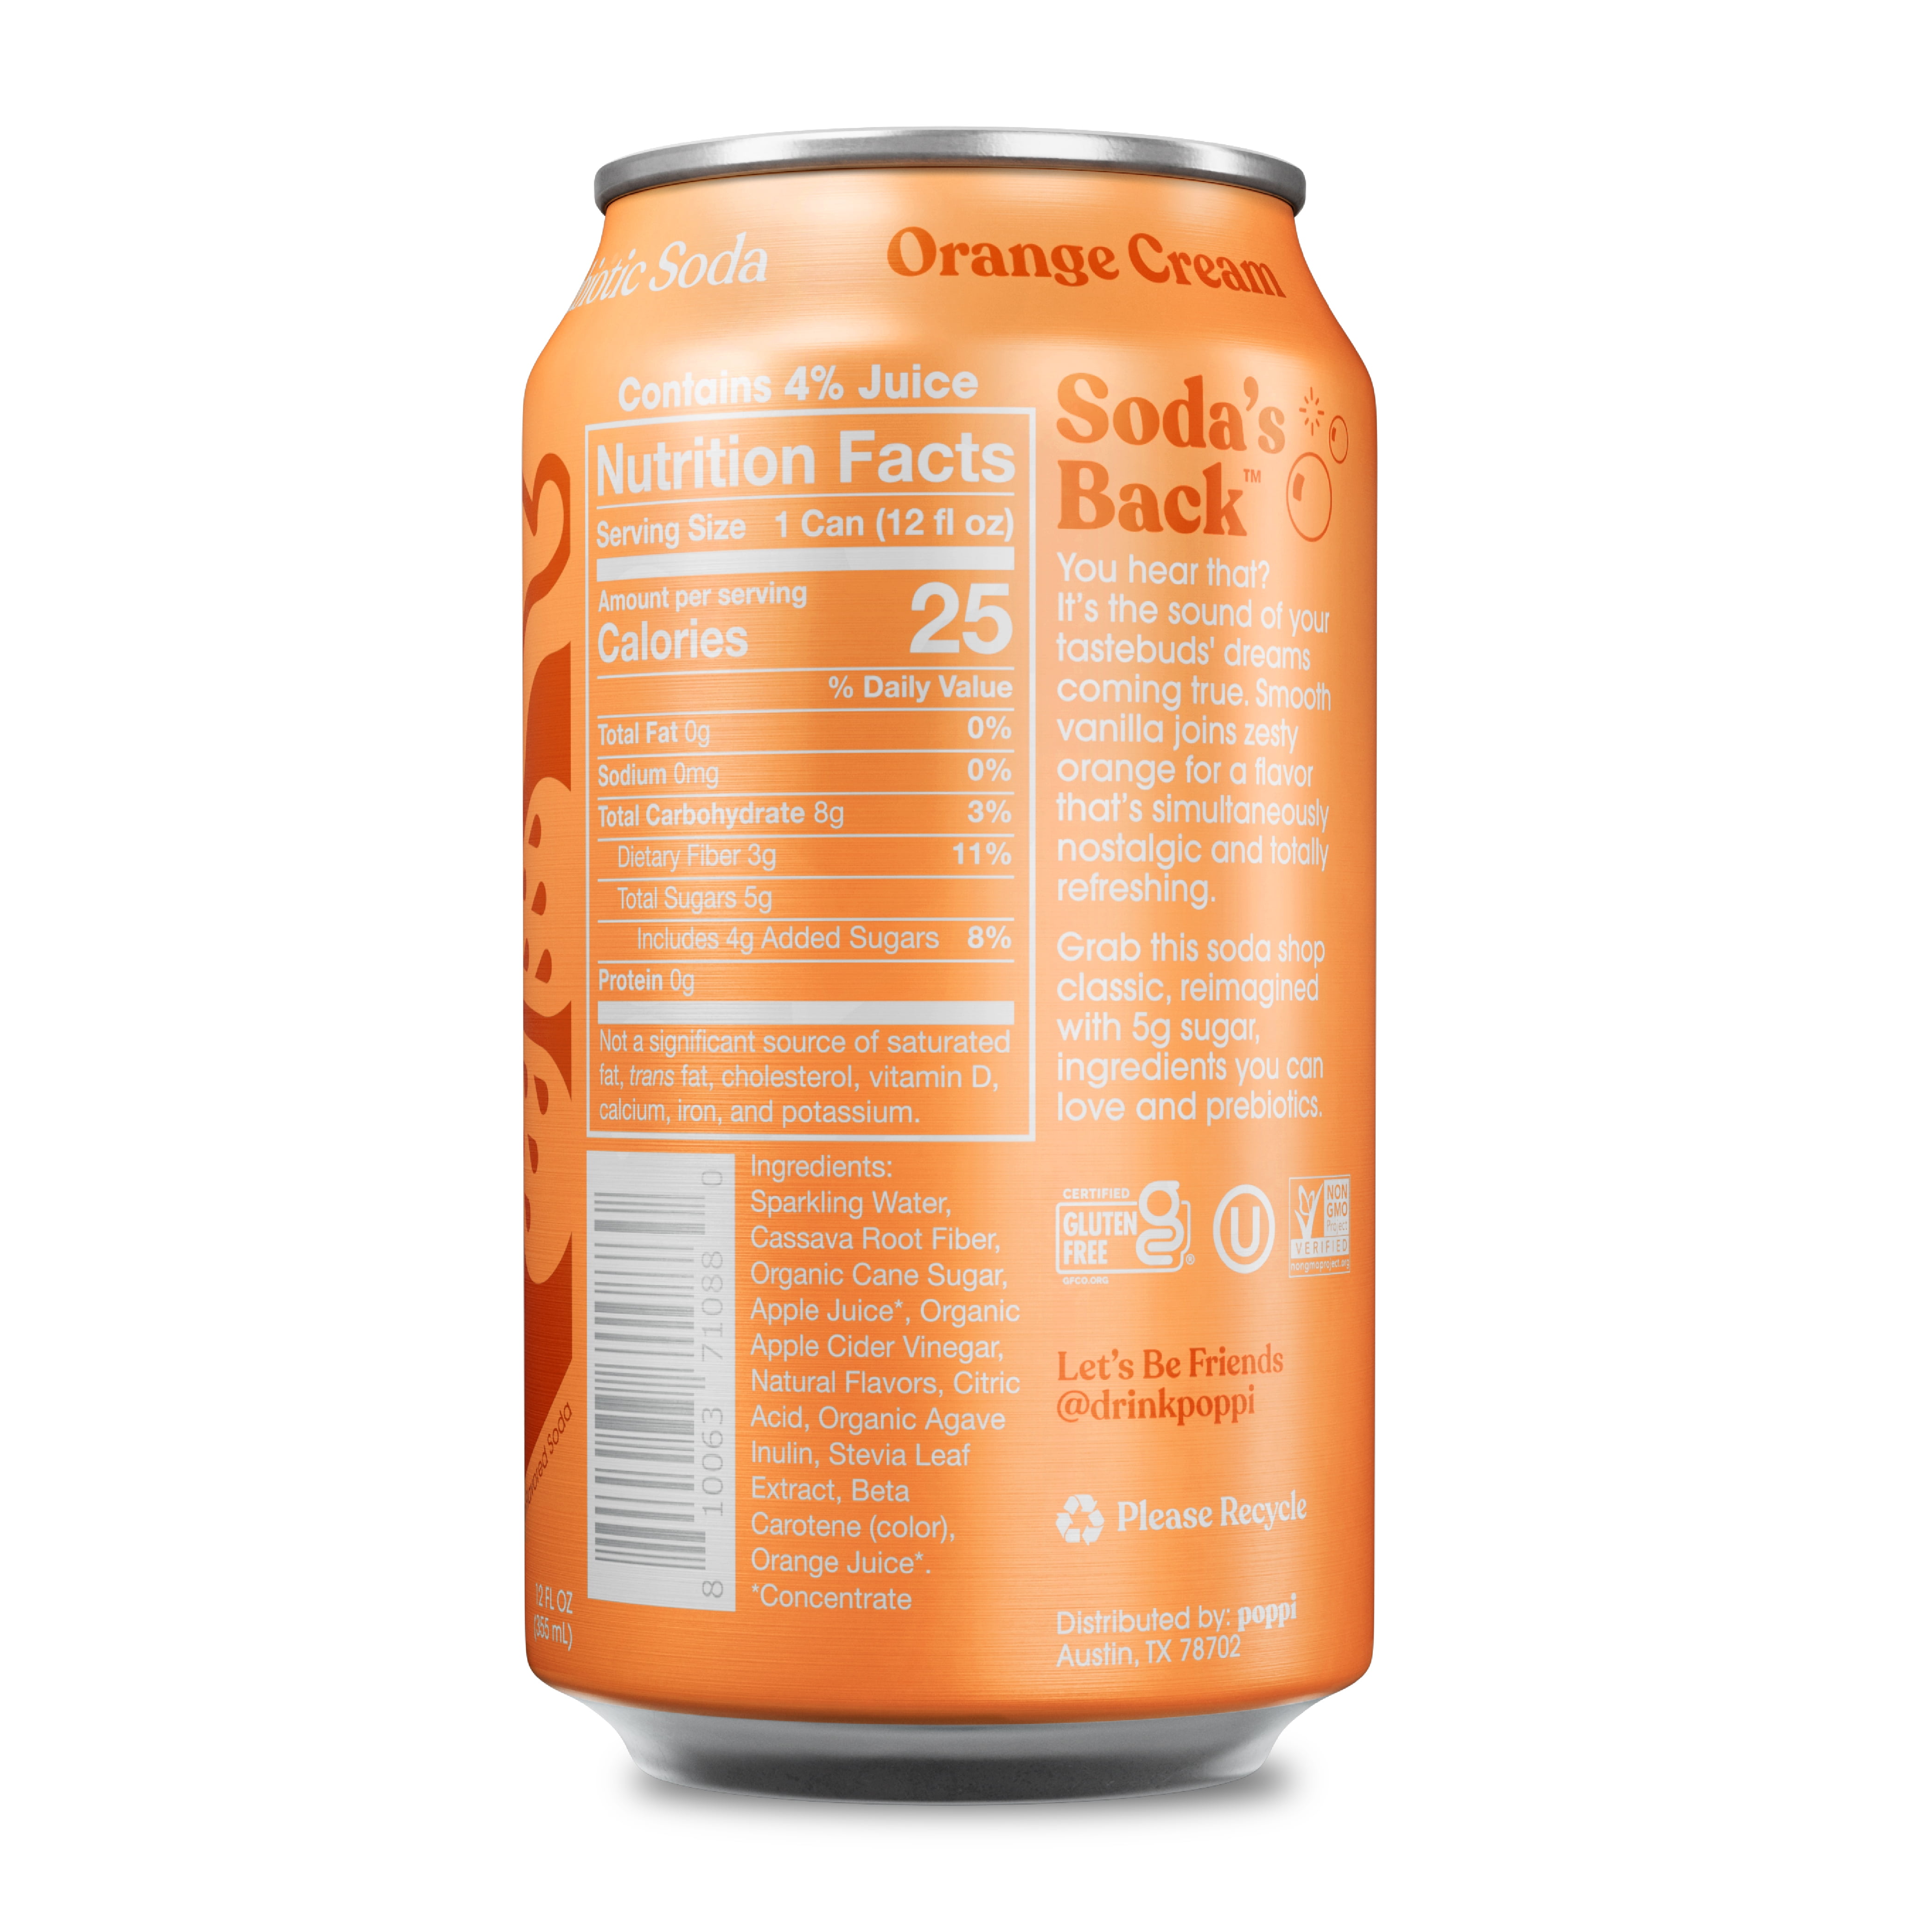 Soda
Orange Cream
Contains 4% Juice
Nutrition Facts
Serving Size 1 Can (12 fl oz)
Amount per serving
Calories 25
% Daily Value
Total Fat 0g 0%
Sodium 0mg 0%
Total Carbohydrate 8g 3%
Dietary Fiber 3g 11%
Total Sugars 5g
Includes 4g Added Sugars 8%
Protein 0g
Not a significant source of saturated
fat, trans fat, cholesterol, vitamin D,
calcium, iron, and potassium.
8 10063 71088 0
Ingredients:
Sparkling Water,
Cassava Root Fiber,
Organic Cane Sugar,
Apple Juice*, Organic
Apple Cider Vinegar,
Natural Flavors, Citric
Acid, Organic Agave
Inulin, Stevia Leaf
Extract, Beta
Carotene (color),
Orange Juice*.
*Concentrate
Soda's
Back™
You hear that?
It's the sound of your
tastebuds' dreams
coming true. Smooth
vanilla joins zesty
orange for a flavor
that's simultaneously
nostalgic and totally
refreshing.
Grab this soda shop
classic, reimagined
with 5g sugar,
ingredients you can
love and prebiotics.
CERTIFIED
GLUTEN
FREE
GFCO.ORG
U
NON
GMO
Project
VERIFIED
nongmoproject.org
Let's Be Friends
@drinkpoppi
Please Recycle
Distributed by: poppi
Austin, TX 78702
Soda
12 FL OZ
(355 mL)